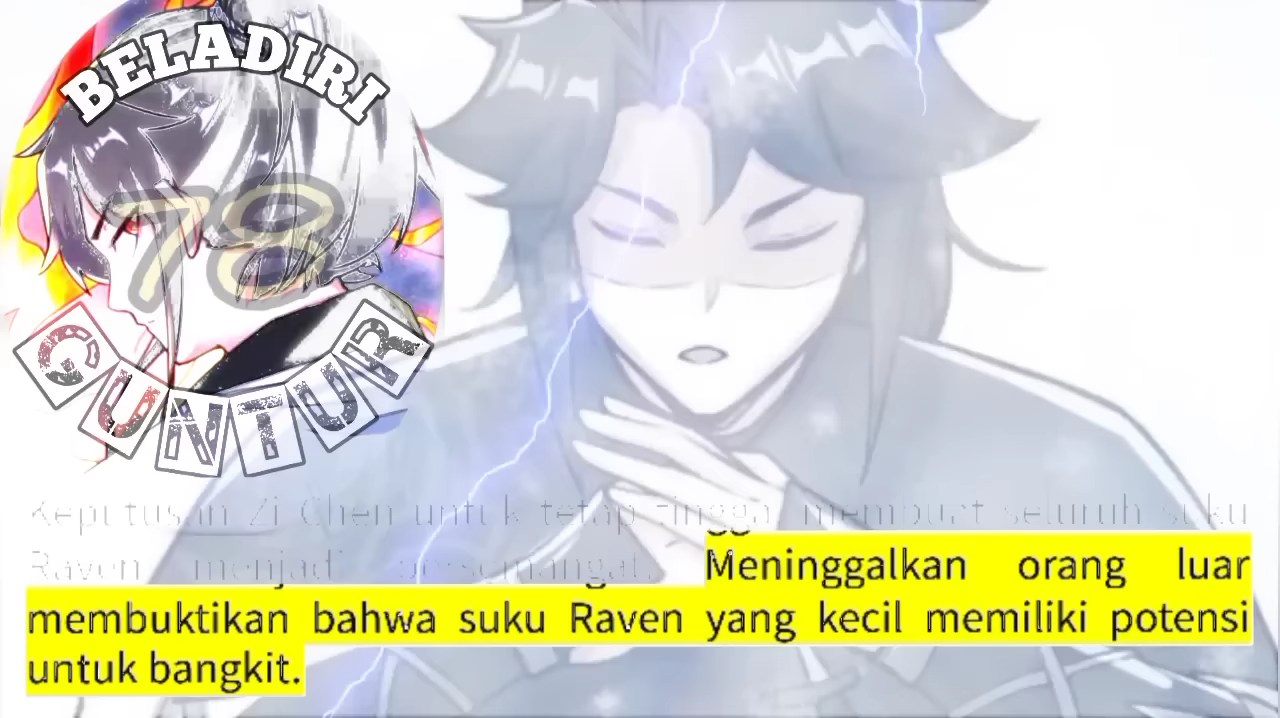 BELADIRI
78
GUNTUR
Keputusan Zi Chen untuk tetap tinggal membuat seluruh suku
Raven menjadi bersemangat. Meninggalkan orang luar
membuktikan bahwa suku Raven yang kecil memiliki potensi
untuk bangkit.